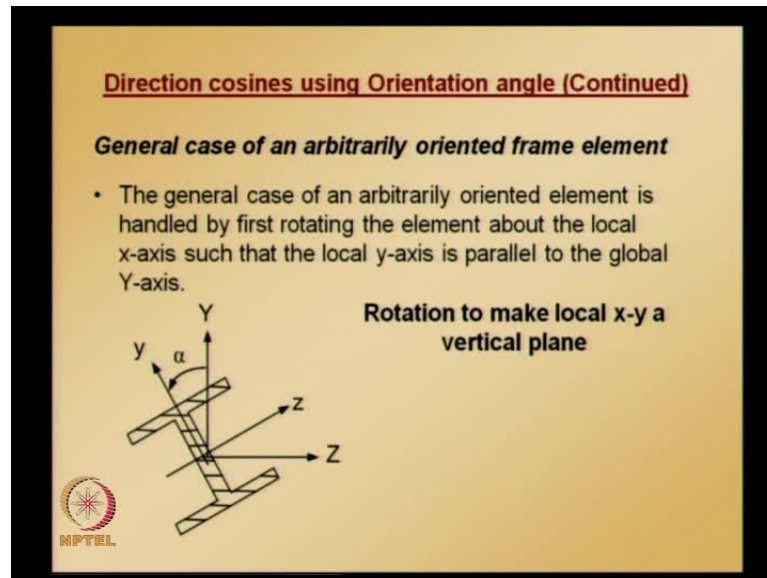 Direction cosines using Orientation angle (Continued)
General case of an arbitrarily oriented frame element
• The general case of an arbitrarily oriented element is
handled by first rotating the element about the local
x-axis such that the local y-axis is parallel to the global
Y-axis.
Rotation to make local x-y a
vertical plane
Y
y
α
z
Z
NPTEL